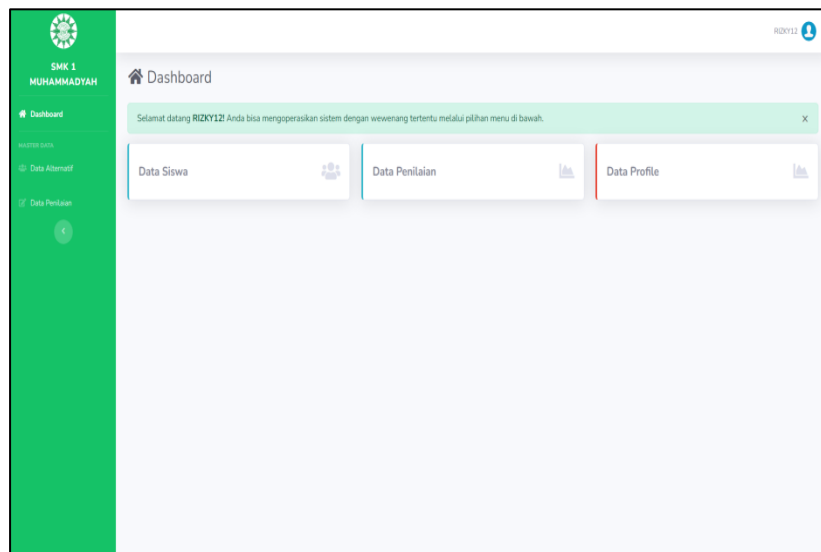 RIZKY12
SMK 1
MUHAMMADYAH
Dashboard
Dashboard
Selamat datang RIZKY12! Anda bisa mengoperasikan sistem dengan wewenang tertentu melalui pilihan menu di bawah.
x
MASTER DATA
Data Alternatif
Data Penilaian
Data Siswa
Data Penilaian
Data Profile